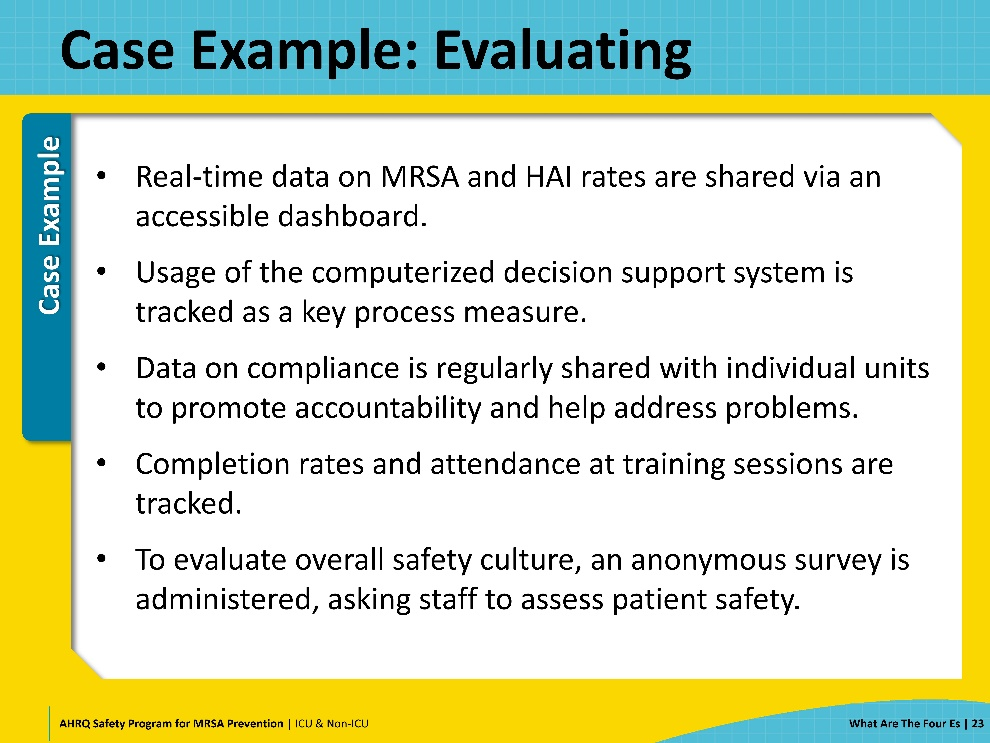 Case Example: Evaluating
Case Example
• Real-time data on MRSA and HAI rates are shared via an
accessible dashboard.
• Usage of the computerized decision support system is
tracked as a key process measure.
• Data on compliance is regularly shared with individual units
to promote accountability and help address problems.
• Completion rates and attendance at training sessions are
tracked.
• To evaluate overall safety culture, an anonymous survey is
administered, asking staff to assess patient safety.
AHRQ Safety Program for MRSA Prevention | ICU & Non-ICU
What Are The Four Es | 23